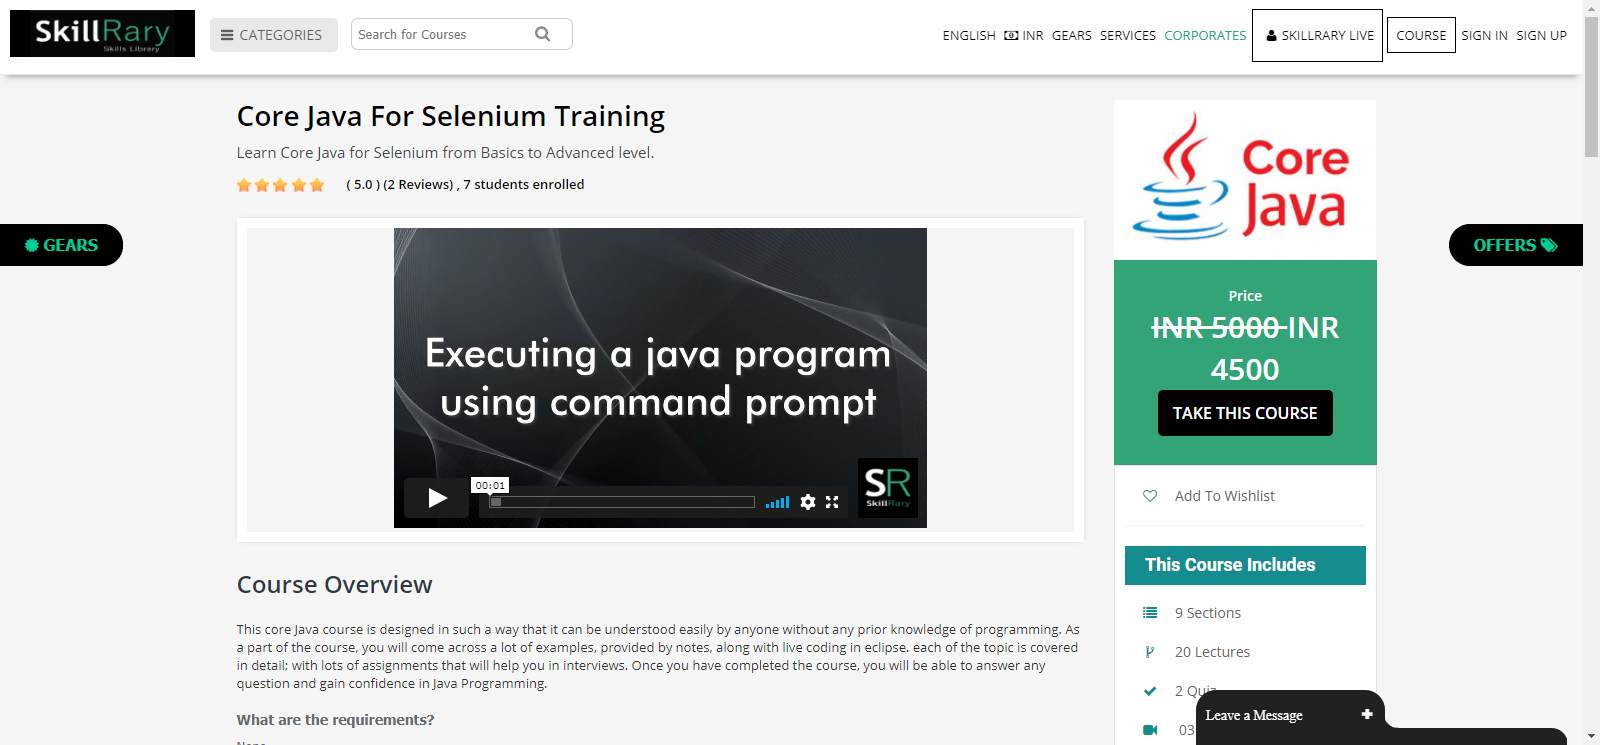 SkillRary
Skills Library
CATEGORIES
Search for Courses
ENGLISH INR GEARS SERVICES CORPORATES SKILLRARY LIVE COURSE SIGN IN SIGN UP
Core Java For Selenium Training
Learn Core Java for Selenium from Basics to Advanced level.
( 5.0 ) (2 Reviews) , 7 students enrolled
GEARS
OFFERS
Executing a java program
using command prompt
00:01
SR
SkillRary
Course Overview
This core Java course is designed in such a way that it can be understood easily by anyone without any prior knowledge of programming. As
a part of the course, you will come across a lot of examples, provided by notes, along with live coding in eclipse. each of the topic is covered
in detail; with lots of assignments that will help you in interviews. Once you have completed the course, you will be able to answer any
question and gain confidence in Java Programming.
What are the requirements?
Core
Java
Price
INR 5000 INR
4500
TAKE THIS COURSE
Add To Wishlist
This Course Includes
9 Sections
20 Lectures
2 Quiz
03
Leave a Message